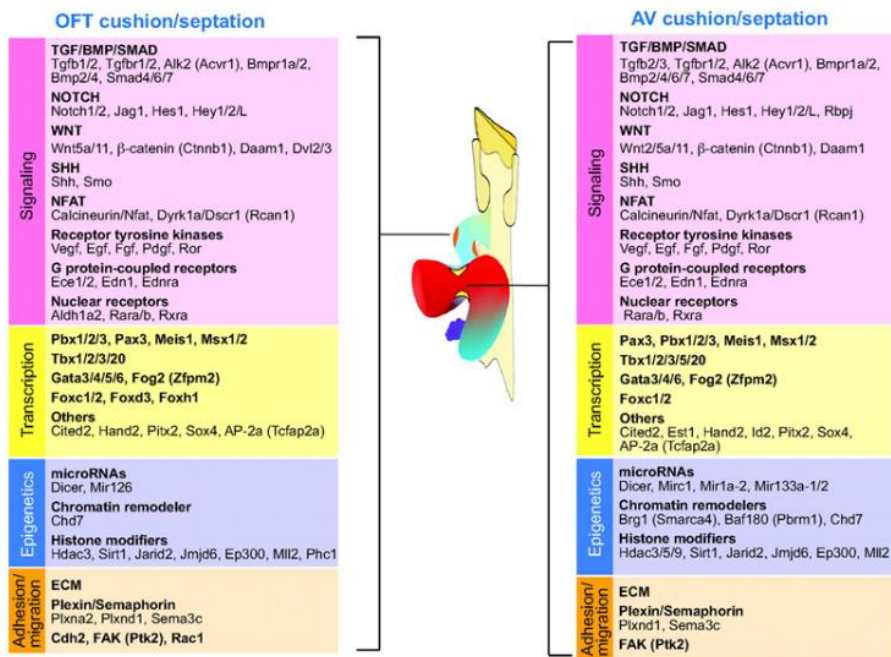 OFT cushion/septation
Signaling
TGF/BMP/SMAD
Tgfb1/2, Tgfbr1/2, Alk2 (Acvr1), Bmpr1a/2,
Bmp2/4, Smad4/6/7
NOTCH
Notch1/2, Jag1, Hes1, Hey1/2/L
WNT
Wnt5a/11, β-catenin (Ctnnb1), Daam1, Dvl2/3
SHH
Shh, Smo
NFAT
Calcineurin/Nfat, Dyrk1a/Dscr1 (Rcan1)
Receptor tyrosine kinases
Vegf, Egf, Fgf, Pdgf, Ror
G protein-coupled receptors
Ece1/2, Edn1, Ednra
Nuclear receptors
Aldh1a2, Rara/b, Rxra
Transcription
Pbx1/2/3, Pax3, Meis1, Msx1/2
Tbx1/2/3/20
Gata3/4/5/6, Fog2 (Zfpm2)
Foxc1/2, Foxd3, Foxh1
Others
Cited2, Hand2, Pitx2, Sox4, AP-2a (Tcfap2a)
Epigenetics
microRNAs
Dicer, Mir126
Chromatin remodeler
Chd7
Histone modifiers
Hdac3, Sirt1, Jarid2, Jmjd6, Ep300, Mll2, Phc1
Adhesion/
migration
ECM
Plexin/Semaphorin
Plxna2, Plxnd1, Sema3c
Cdh2, FAK (Ptk2), Rac1
AV cushion/septation
Signaling
TGF/BMP/SMAD
Tgfb2/3, Tgfbr1/2, Alk2 (Acvr1), Bmpr1a/2,
Bmp2/4/6/7, Smad4/6/7
NOTCH
Notch1/2, Jag1, Hes1, Hey1/2/L, Rbpj
WNT
Wnt2/5a/11, β-catenin (Ctnnb1), Daam1
SHH
Shh, Smo
NFAT
Calcineurin/Nfat, Dyrk1a/Dscr1 (Rcan1)
Receptor tyrosine kinases
Vegf, Egf, Fgf, Pdgf, Ror
G protein-coupled receptors
Ece1/2, Edn1, Ednra
Nuclear receptors
Rara/b, Rxra
Transcription
Pax3, Pbx1/2/3, Meis1, Msx1/2
Tbx1/2/3/5/20
Gata3/4/6, Fog2 (Zfpm2)
Foxc1/2
Others
Cited2, Est1, Hand2, Id2, Pitx2, Sox4,
AP-2a (Tcfap2a)
Epigenetics
microRNAs
Dicer, Mirc1, Mir1a-2, Mir133a-1/2
Chromatin remodelers
Brg1 (Smarca4), Baf180 (Pbrm1), Chd7
Histone modifiers
Hdac3/5/9, Sirt1, Jarid2, Jmjd6, Ep300, Mll2
Adhesion/
migration
ECM
Plexin/Semaphorin
Plxnd1, Sema3c
FAK (Ptk2)